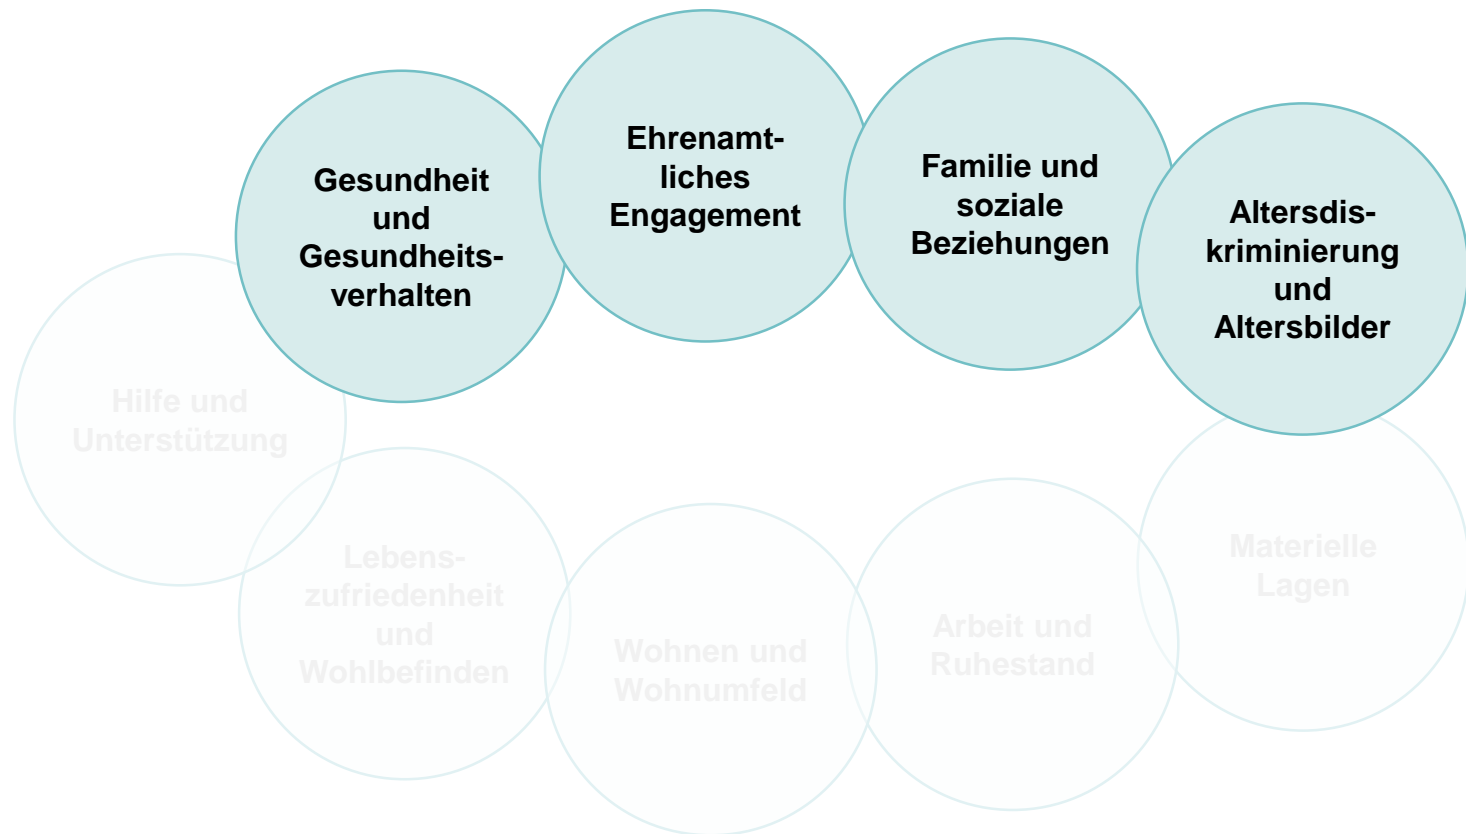 Gesundheit
und
Gesundheits-
verhalten
Ehrenamt-
liches
Engagement
Familie und
soziale
Beziehungen
Altersdis-
kriminierung
und
Altersbilder
Hilfe und
Unterstützung
Lebens-
zufriedenheit
und
Wohlbefinden
Wohnen und
Wohnumfeld
Arbeit und
Ruhestand
Materielle
Lagen